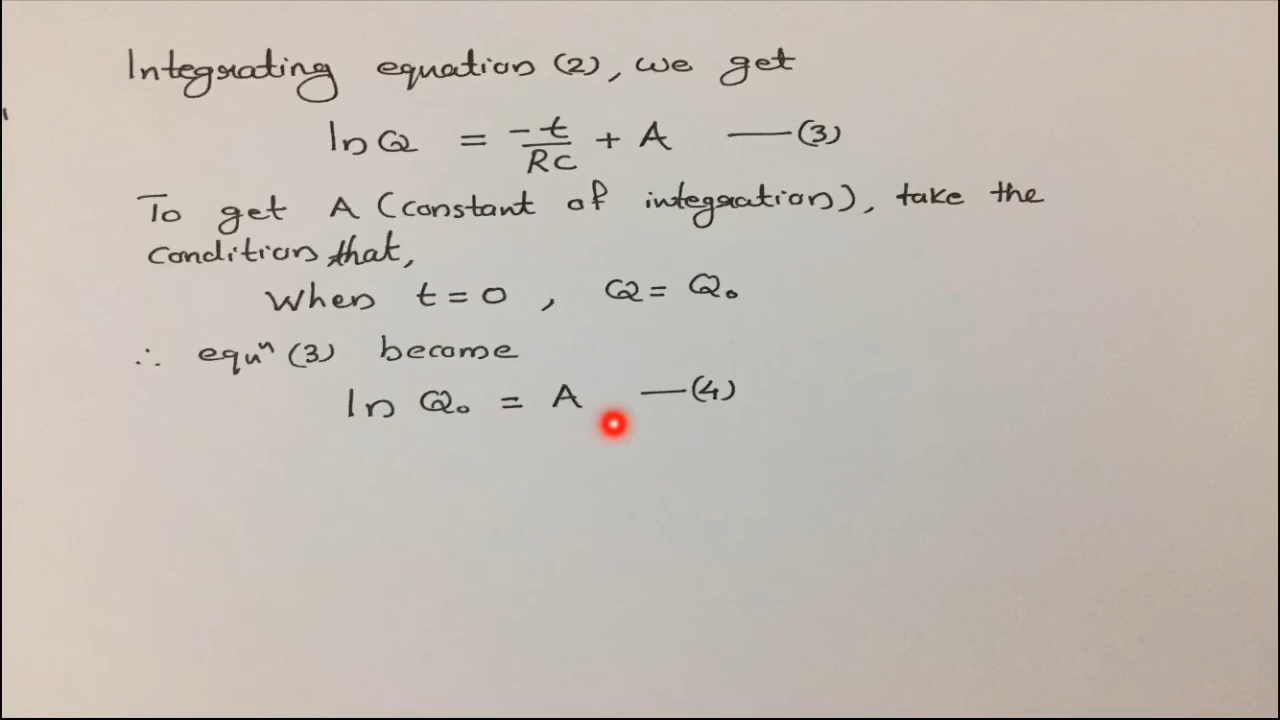 Integrating equation (2), we get
ln Q = -t/RC + A —(3)
To get A (constant of integration), take the
condition that,
When t = 0 , Q = Q₀
∴ equⁿ (3) become
ln Q₀ = A —(4)